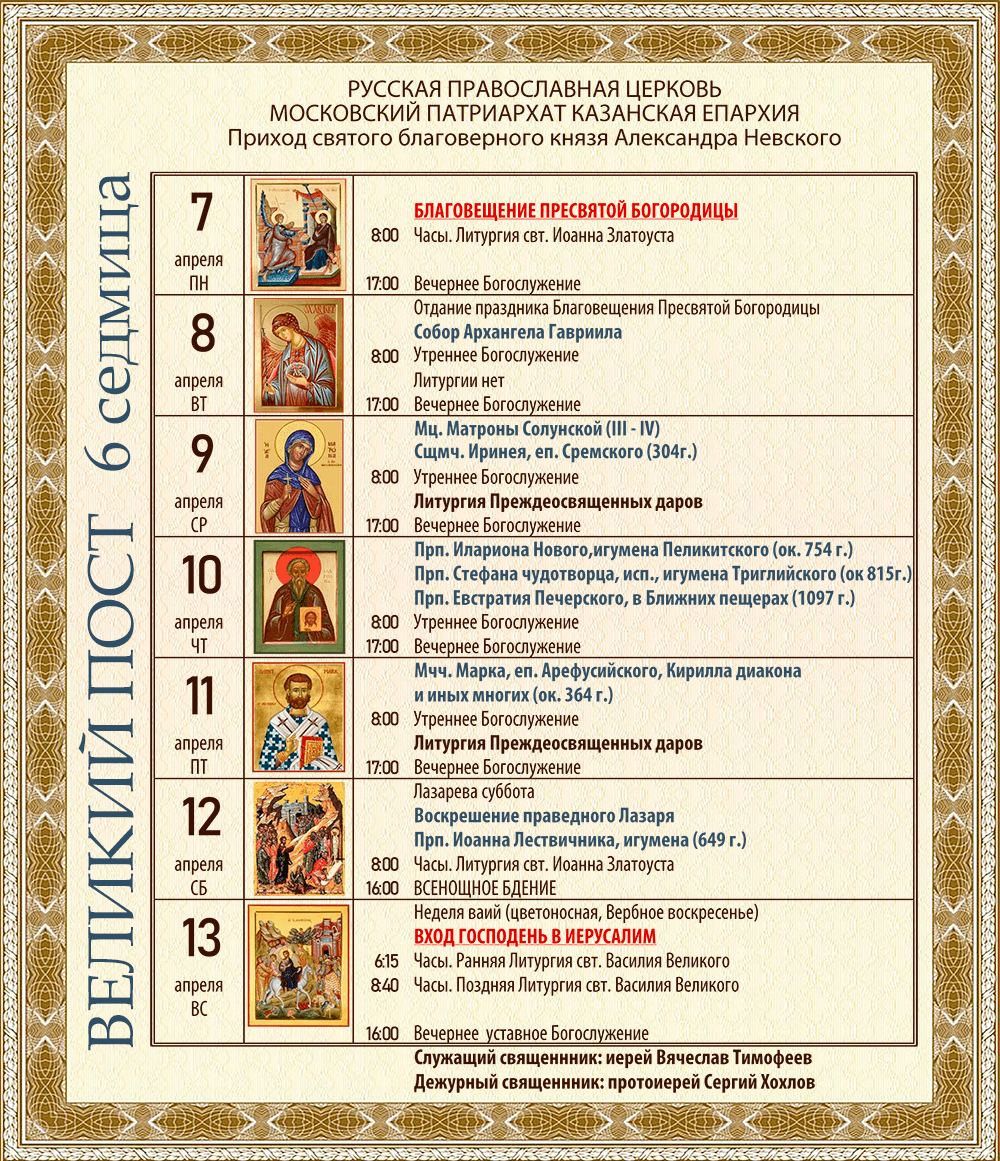 РУССКАЯ ПРАВОСЛАВНАЯ ЦЕРКОВЬ
МОСКОВСКИЙ ПАТРИАРХАТ КАЗАНСКАЯ ЕПАРХИЯ
Приход святого благоверного князя Александра Невского
ВЕЛИКИЙ ПОСТ 6 седмица
7
апреля
ПН
БЛАГОВЕЩЕНИЕ ПРЕСВЯТОЙ БОГОРОДИЦЫ
8:00 Часы. Литургия свт. Иоанна Златоуста
17:00 Вечернее Богослужение
8
апреля
ВТ
Отдание праздника Благовещения Пресвятой Богородицы
Собор Архангела Гавриила
8:00 Утреннее Богослужение
Литургии нет
17:00 Вечернее Богослужение
9
апреля
СР
Мц. Матроны Солунской (III - IV)
Сщмч. Иринея, еп. Сремского (304г.)
8:00 Утреннее Богослужение
Литургия Преждеосвященных даров
17:00 Вечернее Богослужение
10
апреля
ЧТ
Прп. Илариона Нового,игумена Пеликитского (ок. 754 г.)
Прп. Стефана чудотворца, исп., игумена Триглийского (ок 815г.)
Прп. Евстратия Печерского, в Ближних пещерах (1097 г.)
8:00 Утреннее Богослужение
17:00 Вечернее Богослужение
11
апреля
ПТ
Мчч. Марка, еп. Арефусийского, Кирилла диакона
и иных многих (ок. 364 г.)
8:00 Утреннее Богослужение
Литургия Преждеосвященных даров
17:00 Вечернее Богослужение
12
апреля
СБ
Лазарева суббота
Воскрешение праведного Лазаря
Прп. Иоанна Лествичника, игумена (649 г.)
8:00 Часы. Литургия свт. Иоанна Златоуста
16:00 ВСЕНОЩНОЕ БДЕНИЕ
13
апреля
ВС
Неделя ваий (цветоносная, Вербное воскресенье)
ВХОД ГОСПОДЕНЬ В ИЕРУСАЛИМ
6:15 Часы. Ранняя Литургия свт. Василия Великого
8:40 Часы. Поздняя Литургия свт. Василия Великого
16:00 Вечернее уставное Богослужение
Служащий священнник: иерей Вячеслав Тимофеев
Дежурный священнник: протоиерей Сергий Хохлов